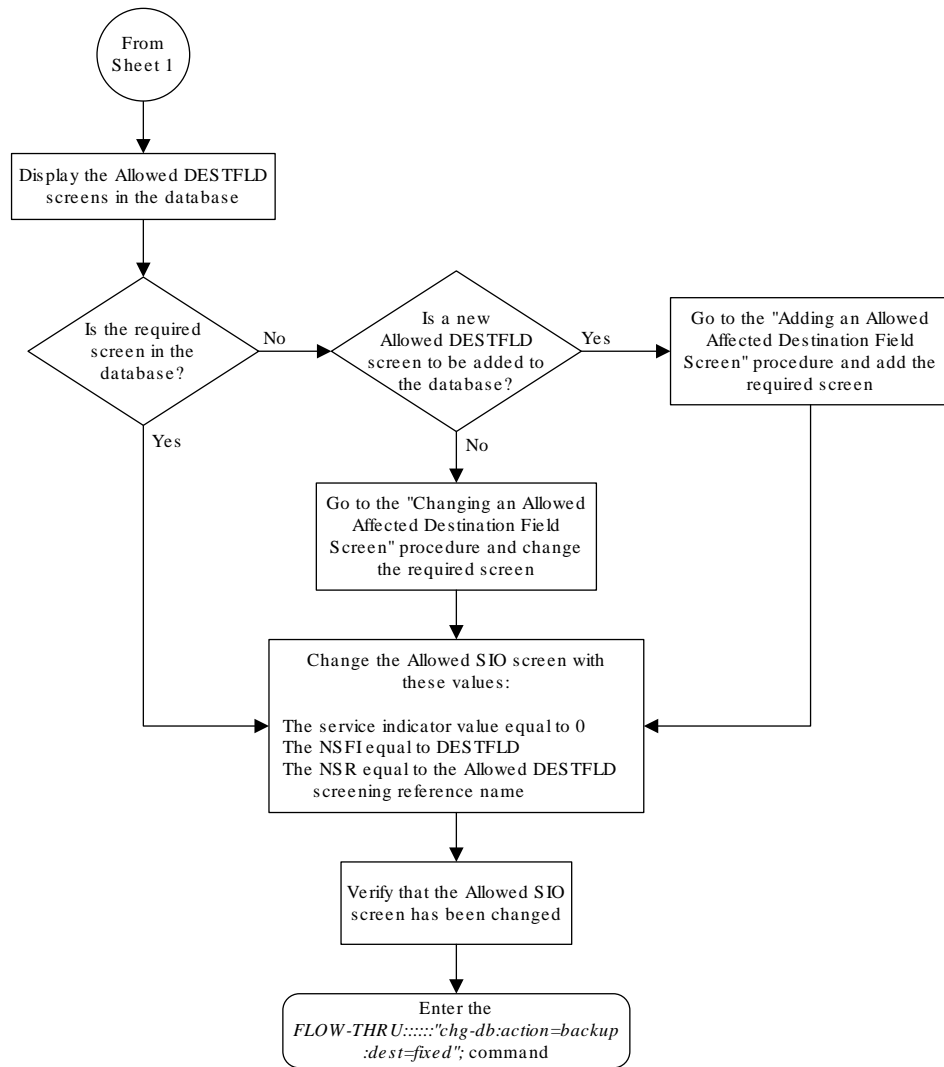 From
Sheet 1
Display the Allowed DESTFLD
screens in the database
Is the required
screen in the
database?
No
Yes
Is a new
Allowed DESTFLD
screen to be added to
the database?
Yes
No
Go to the "Adding an Allowed
Affected Destination Field
Screen" procedure and add the
required screen
Go to the "Changing an Allowed
Affected Destination Field
Screen" procedure and change
the required screen
Change the Allowed SIO screen with
these values:
The service indicator value equal to 0
The NSFI equal to DESTFLD
The NSR equal to the Allowed DESTFLD
screening reference name
Verify that the Allowed SIO
screen has been changed
Enter the
FLOW-THRU::::::"chg-db:action=backup
:dest=fixed"; command